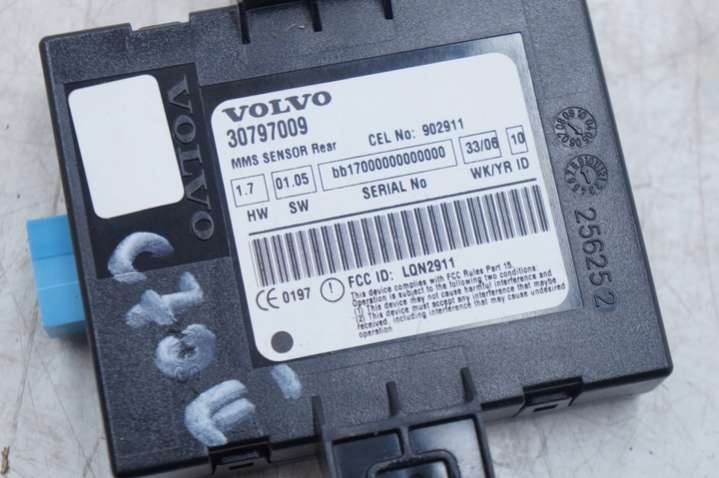 VOLVO
VOLVO
30797009
CEL No: 902911
MMS SENSOR Rear
1.7 01.05 bb17000000000000 33/06 10
HW SW SERIAL No WK/YR ID
FCC ID: LQN2911
CE 0197
This device complies with FCC Rules Part 15.
Operation is subject to the following two conditions
(1) This device may not cause harmful interference and
(2) This device must accept any interference that may be
received, including interference may cause undesired
operation.
256252